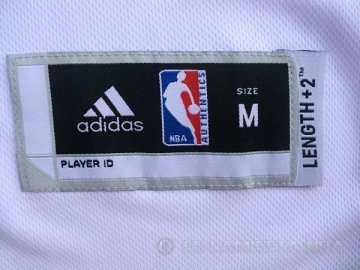 adidas
NBA
AUTHENTICS
SIZE
M
LENGTH +2™
PLAYER ID